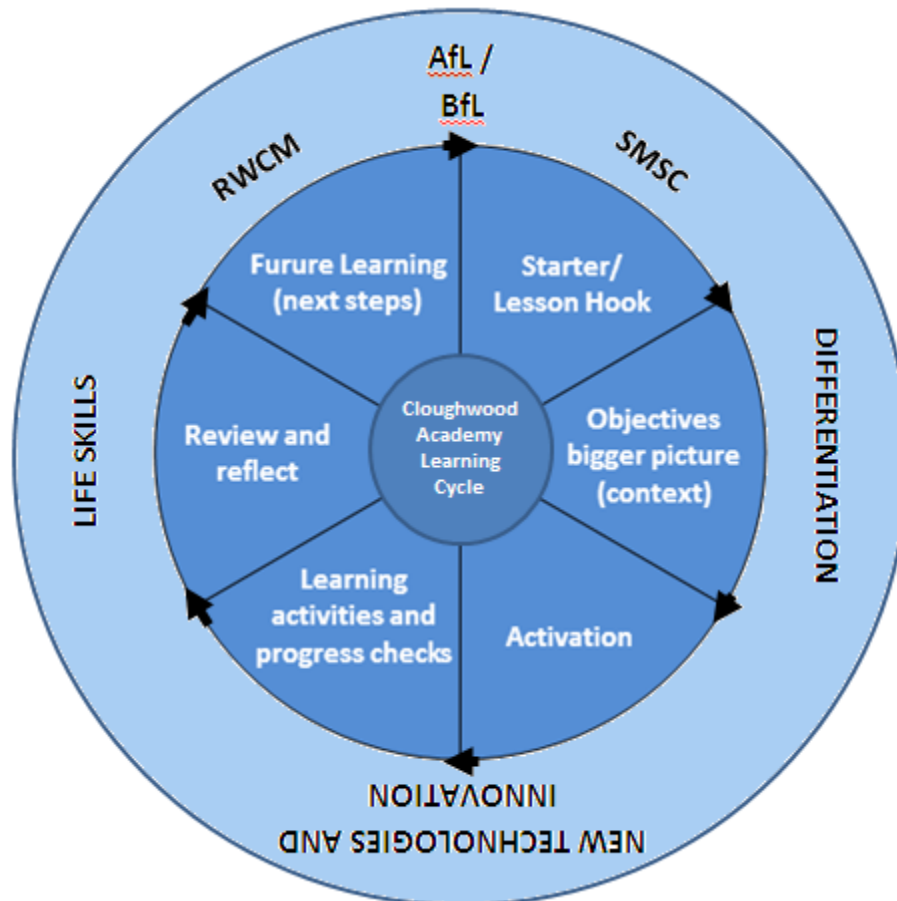 AfL /
BfL
SMSC
DIFFERENTIATION
NEW TECHNOLOGIES AND
INNOVATION
LIFE SKILLS
RWCM
Starter/
Lesson Hook
Objectives
bigger picture
(context)
Activation
Learning
activities and
progress checks
Review and
reflect
Furure Learning
(next steps)
Cloughwood
Academy
Learning
Cycle